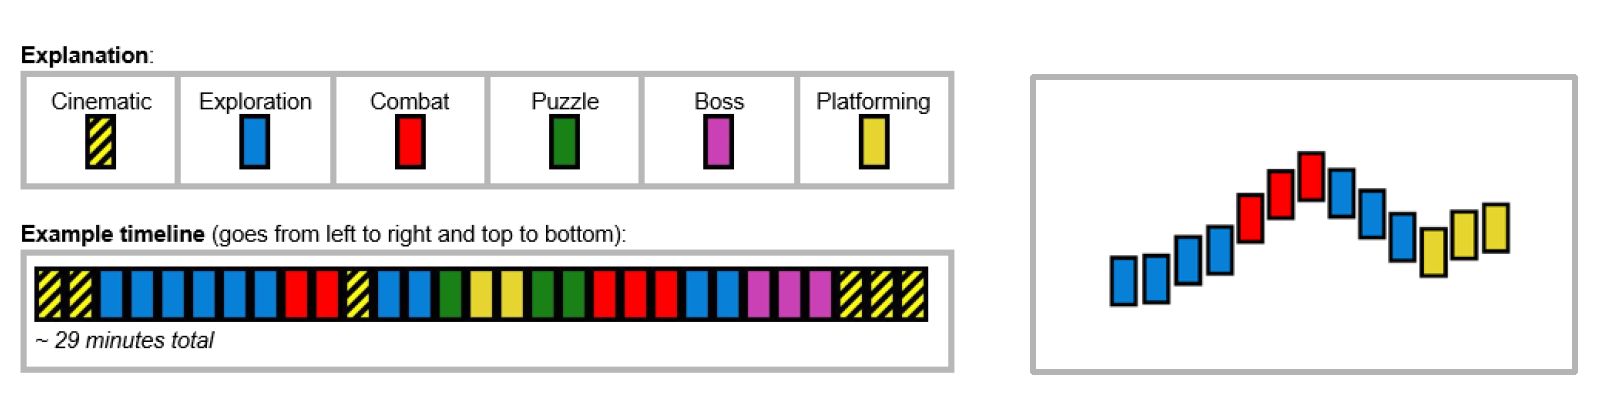 Explanation:
Cinematic Exploration Combat Puzzle Boss Platforming
Example timeline (goes from left to right and top to bottom):
~ 29 minutes total